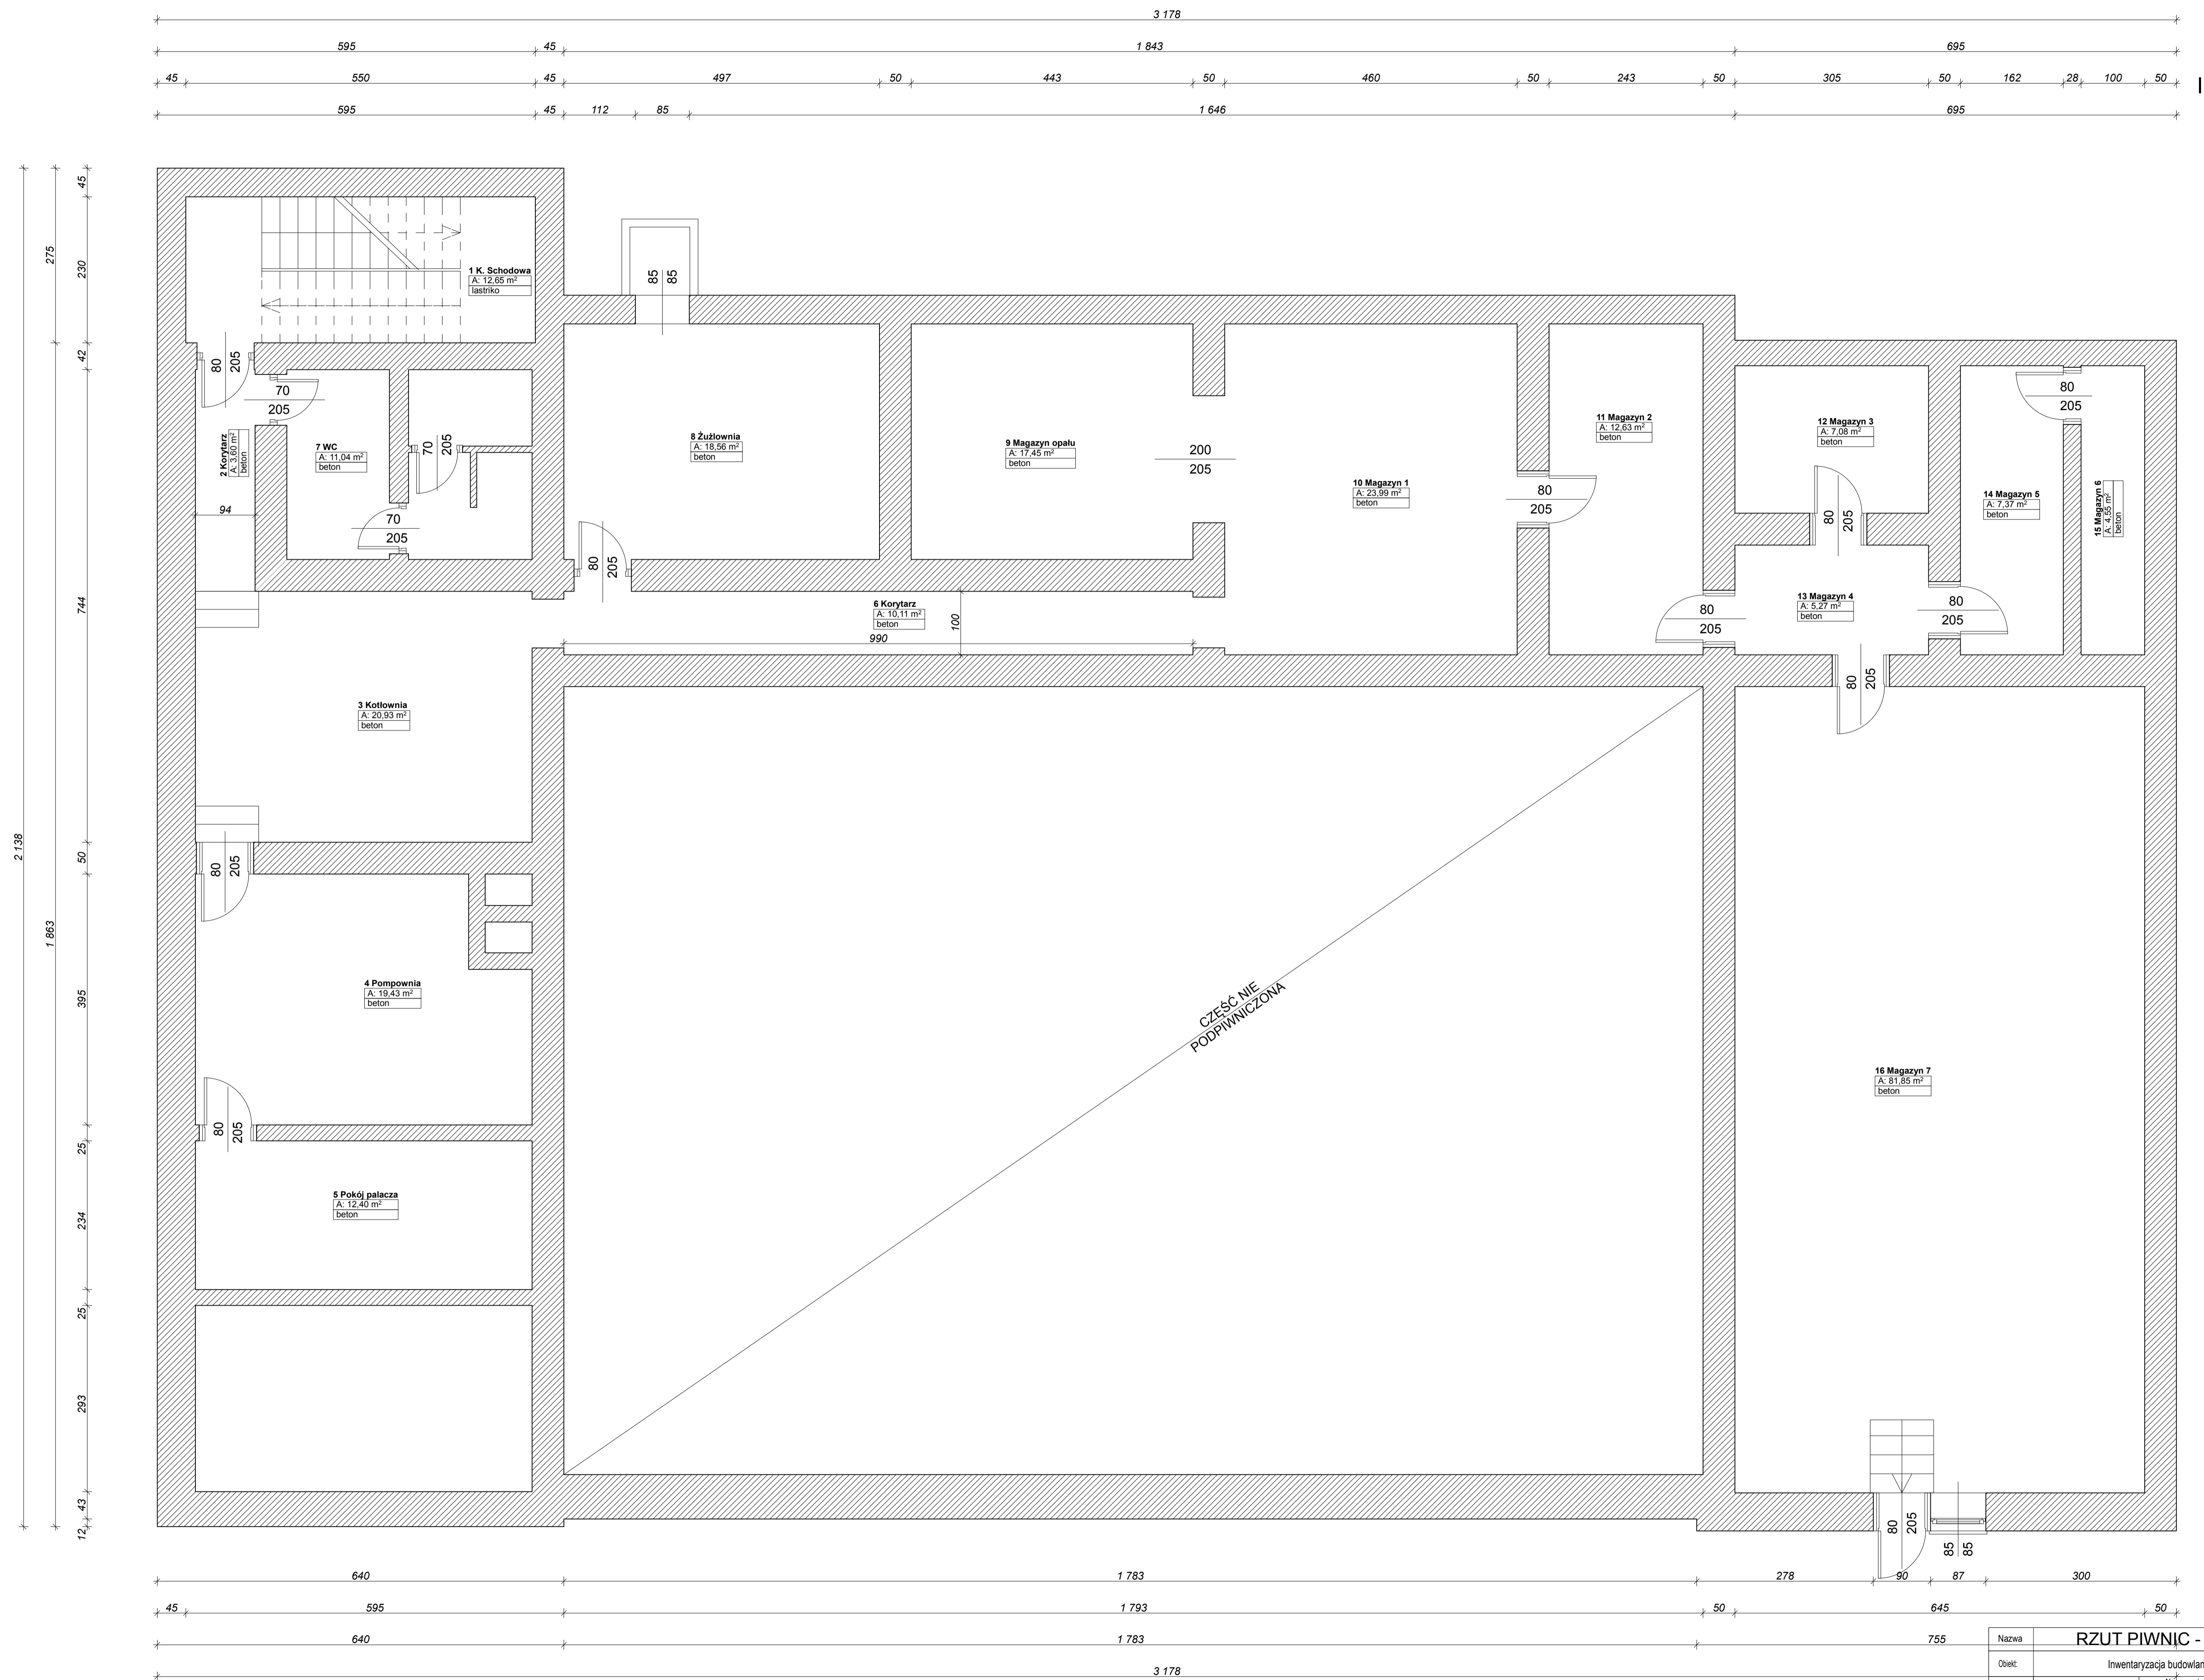 3 178
595 45 1 843 695
45 550 45 497 50 443 50 460 50 243 50 305 50 162 28 100 50
595 45 112 85 1 646 695
2 138
275
1 863
45
230
42
744
50
395
25
234
25
293
43
12
1 K. Schodowa
A: 12,65 m²
lastriko
85
85
80
205
70
205
2 Korytarz
A: 3,60 m²
beton
94
7 WC
A: 11,04 m²
beton
70
205
70
205
8 Żużlownia
A: 18,56 m²
beton
80
205
9 Magazyn opału
A: 17,45 m²
beton
200
205
10 Magazyn 1
A: 23,99 m²
beton
80
205
11 Magazyn 2
A: 12,63 m²
beton
80
205
12 Magazyn 3
A: 7,08 m²
beton
80
205
13 Magazyn 4
A: 5,27 m²
beton
80
205
14 Magazyn 5
A: 7,37 m²
beton
80
205
15 Magazyn 6
A: 4,55 m²
beton
80
205
6 Korytarz
A: 10,11 m²
beton
100
990
3 Kotłownia
A: 20,93 m²
beton
80
205
4 Pompownia
A: 19,43 m²
beton
80
205
5 Pokój palacza
A: 12,40 m²
beton
CZĘŚĆ NIE
PODPIWNICZONA
16 Magazyn 7
A: 81,85 m²
beton
80
205
85
85
640 1 783 278 90 87 300
45 595 1 793 50 645 50
640 1 783 755
3 178
Nazwa RZUT PIWNIC -
Obiekt: Inwentaryzacja budowlan